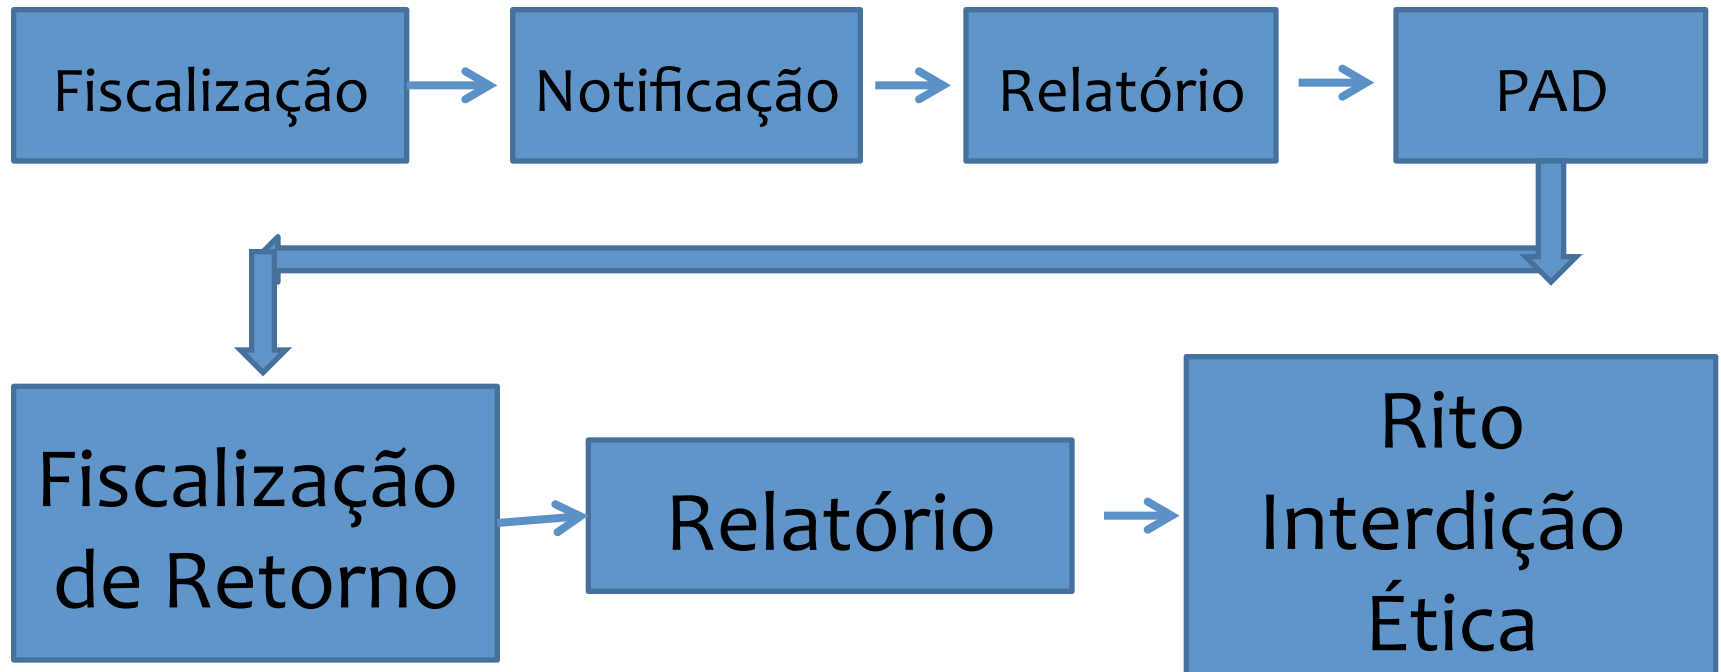 Fiscalização
Notificação
Relatório
PAD
Fiscalização
de Retorno
Relatório
Rito
Interdição
Ética